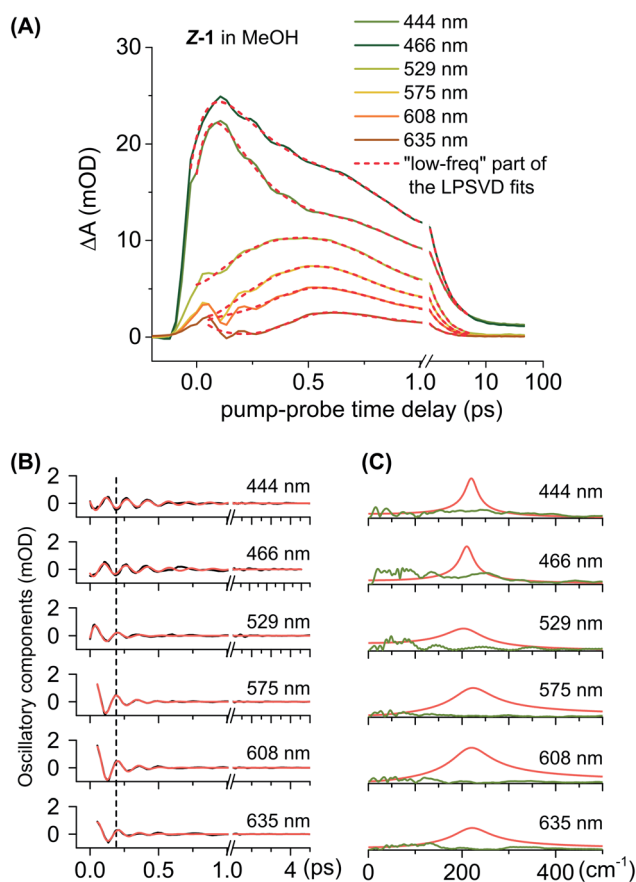 (A)
Z-1 in MeOH
444 nm
466 nm
529 nm
575 nm
608 nm
635 nm
"low-freq" part of
the LPSVD fits
30
20
10
0
ΔA (mOD)
0.0
0.5
1.0
10
100
pump-probe time delay (ps)
(B)
Oscillatory components (mOD)
2
0
444 nm
2
0
466 nm
2
0
529 nm
2
0
575 nm
2
0
608 nm
2
0
635 nm
0.0
0.5
1.0
4
(ps)
(C)
444 nm
466 nm
529 nm
575 nm
608 nm
635 nm
0
200
400
(cm⁻¹)